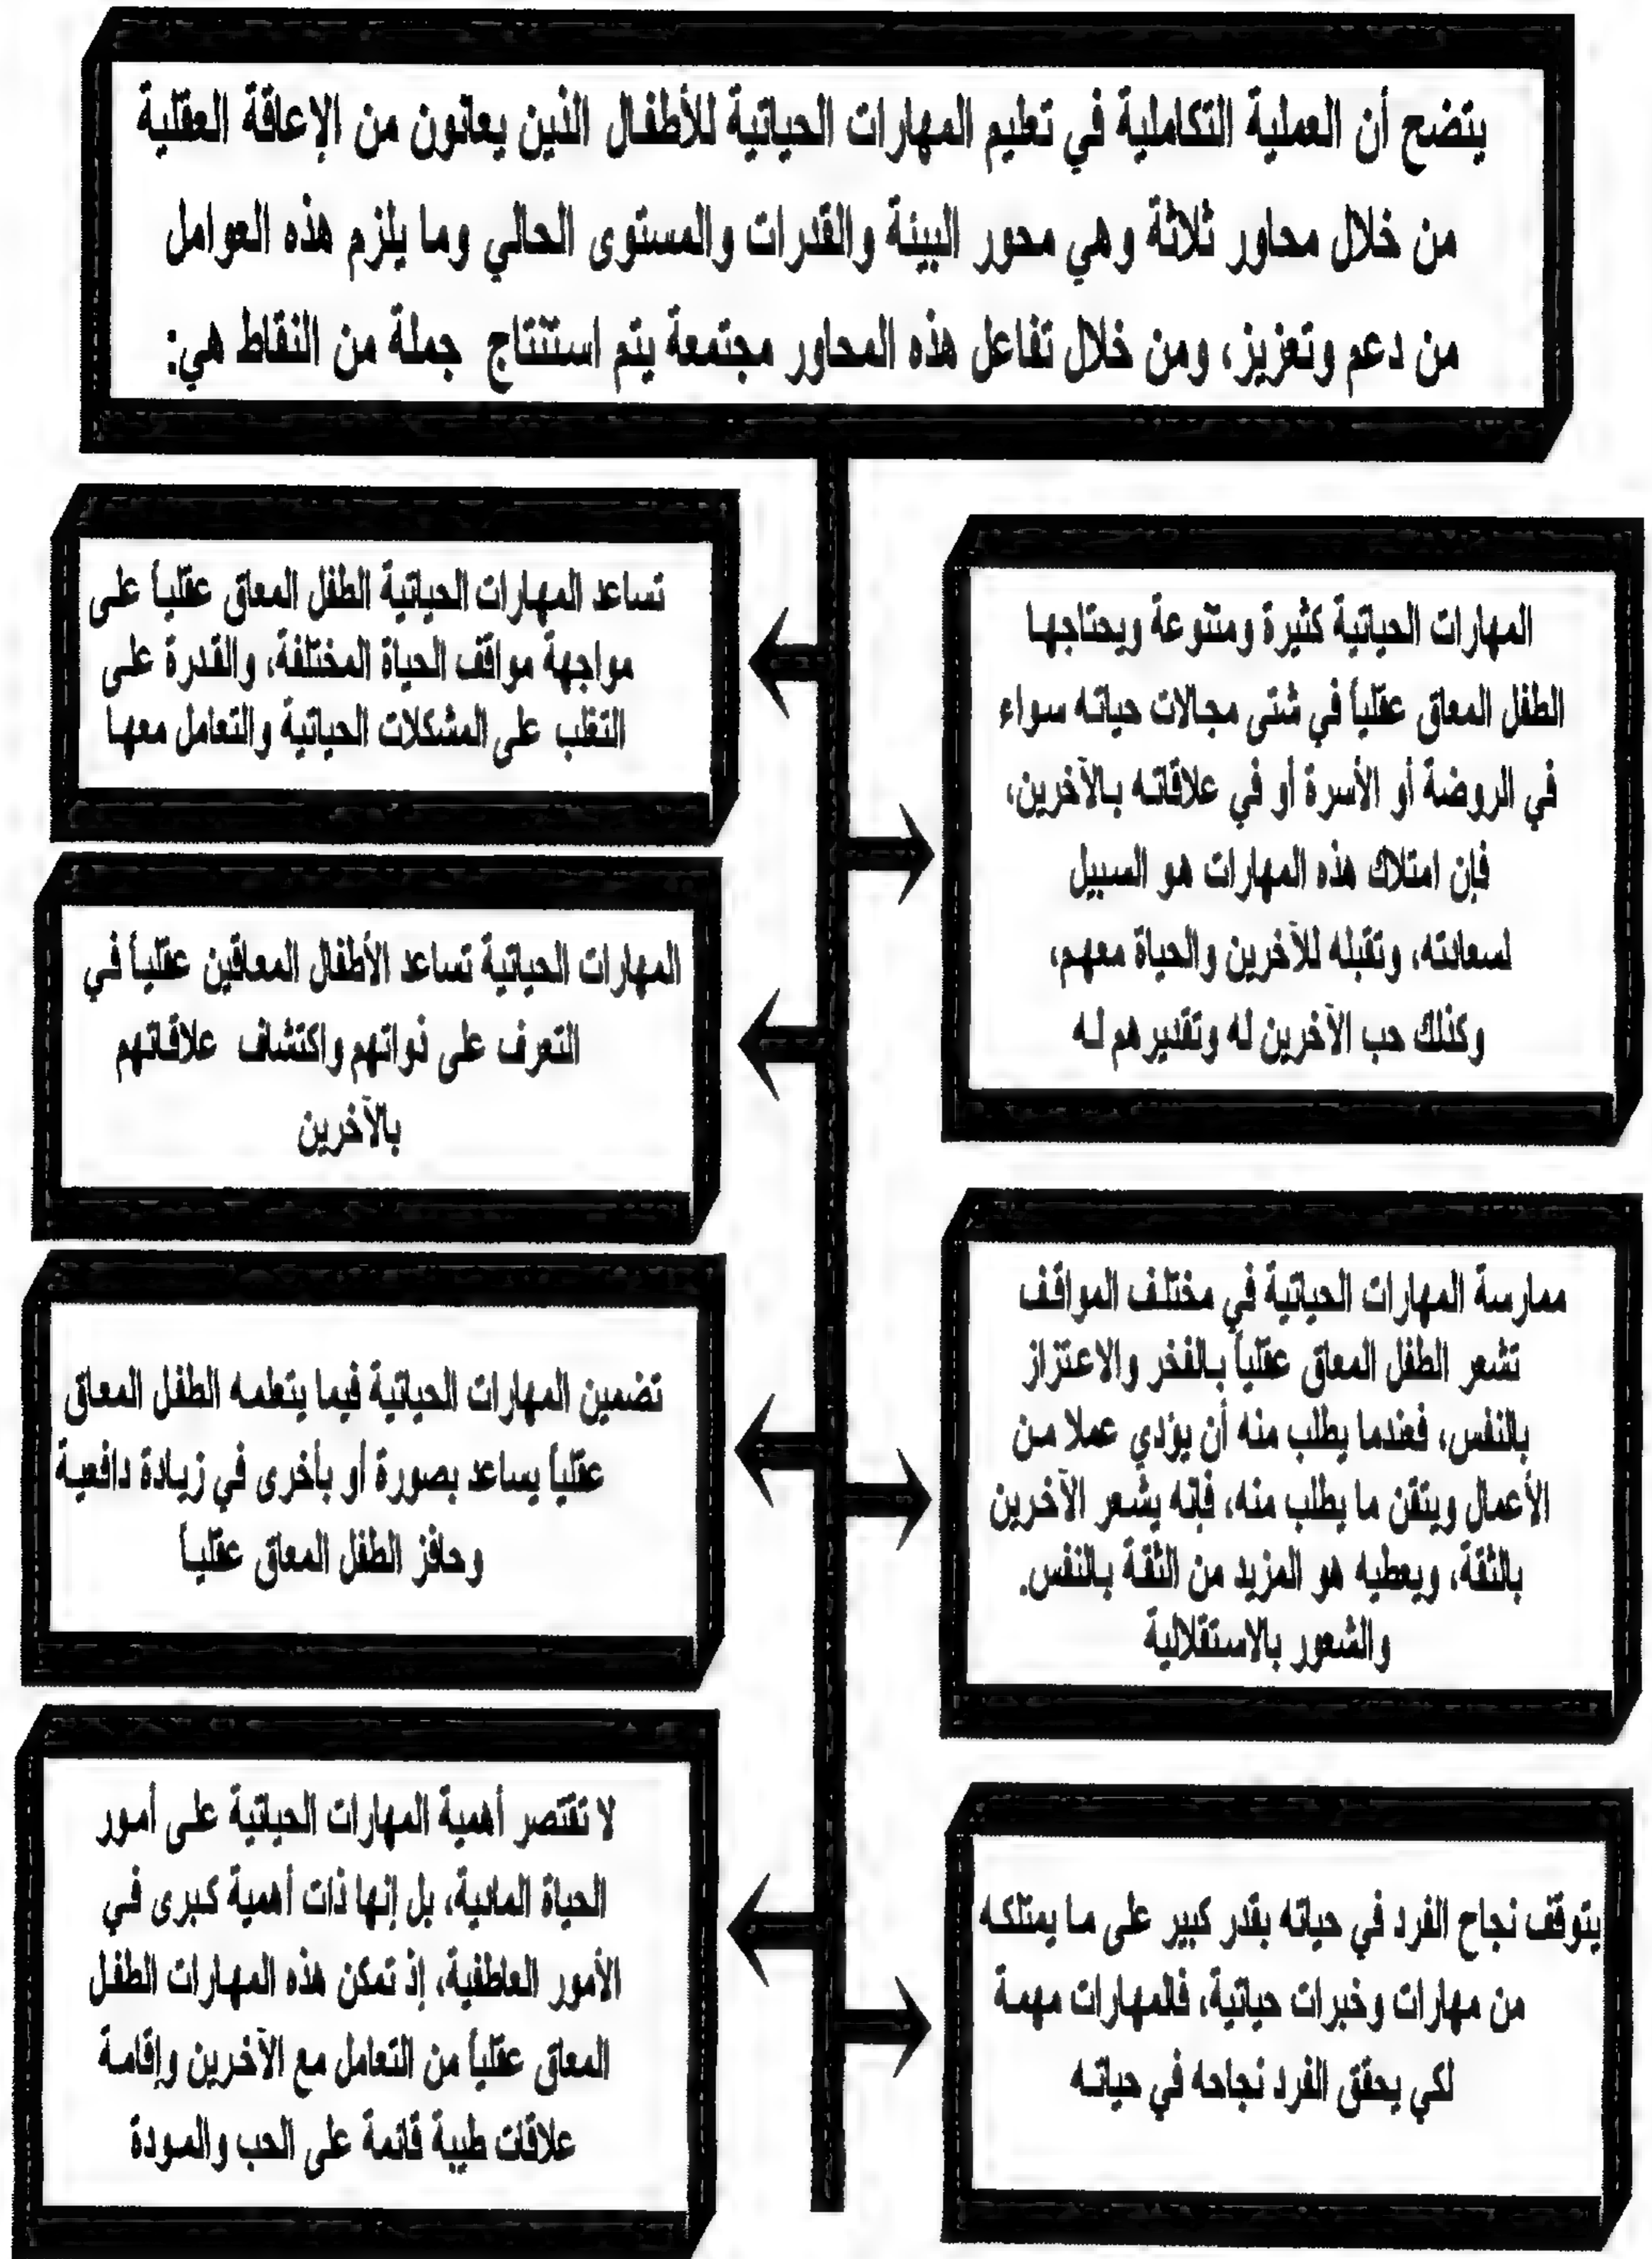 يتضح أن العملية التكاملية في تعليم المهارات الحياتية للأطفال الذين يعانون من الإعاقة العقلية
من خلال محاور ثلاثة وهي محور البيئة والقدرات والمستوى الحالي وما يلزم هذه العوامل
من دعم وتعزيز، ومن خلال تفاعل هذه المحاور مجتمعة يتم استنتاج جملة من النقاط هي:
المهارات الحياتية كثيرة ومتنوعة ويحتاجها
الطفل المعاق عقلياً في شتى مجالات حياته سواء
في الروضة أو الأسرة أو في علاقاته بالآخرين،
فإن امتلاك هذه المهارات هو السبيل
لسعادته، وتقبله للآخرين والحياة معهم،
وكذلك حب الآخرين له وتقديرهم له
تساعد المهارات الحياتية الطفل المعاق عقلياً على
مواجهة مواقف الحياة المختلفة، والقدرة على
التغلب على المشكلات الحياتية والتعامل معها
المهارات الحياتية تساعد الأطفال المعاقين عقلياً في
التعرف على ذواتهم واكتشاف علاقاتهم
بالآخرين
ممارسة المهارات الحياتية في مختلف المواقف
تشعر الطفل المعاق عقلياً بالفخر والاعتزاز
بالنفس، فعندما يطلب منه أن يؤدي عملا من
الأعمال ويتقن ما يطلب منه، فإنه يشعر الآخرين
بالثقة، ويعطيه هو المزيد من الثقة بالنفس.
والشعور بالاستقلالية
تضمين المهارات الحياتية فيما يتعلمه الطفل المعاق
عقلياً يساعد بصورة أو بأخرى في زيادة دافعية
وحافز الطفل المعاق عقلياً
يتوقف نجاح الفرد في حياته بقدر كبير على ما يمتلكه
من مهارات وخبرات حياتية، فالمهارات مهمة
لكي يحقق الفرد نجاحه في حياته
لا تقتصر أهمية المهارات الحياتية على أمور
الحياة المادية، بل إنها ذات أهمية كبرى في
الأمور العاطفية، إذ تمكن هذه المهارات الطفل
المعاق عقلياً من التعامل مع الآخرين وإقامة
علاقات طيبة قائمة على الحب والمودة